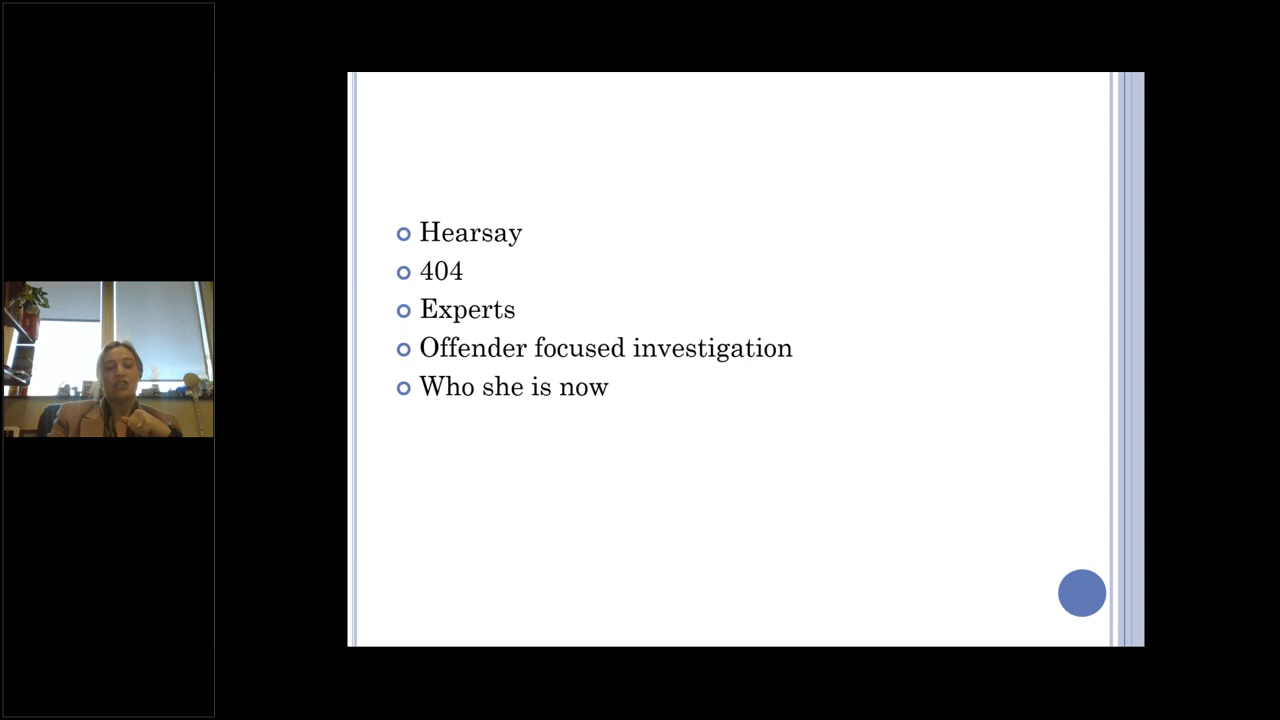 Hearsay
404
Experts
Offender focused investigation
Who she is now